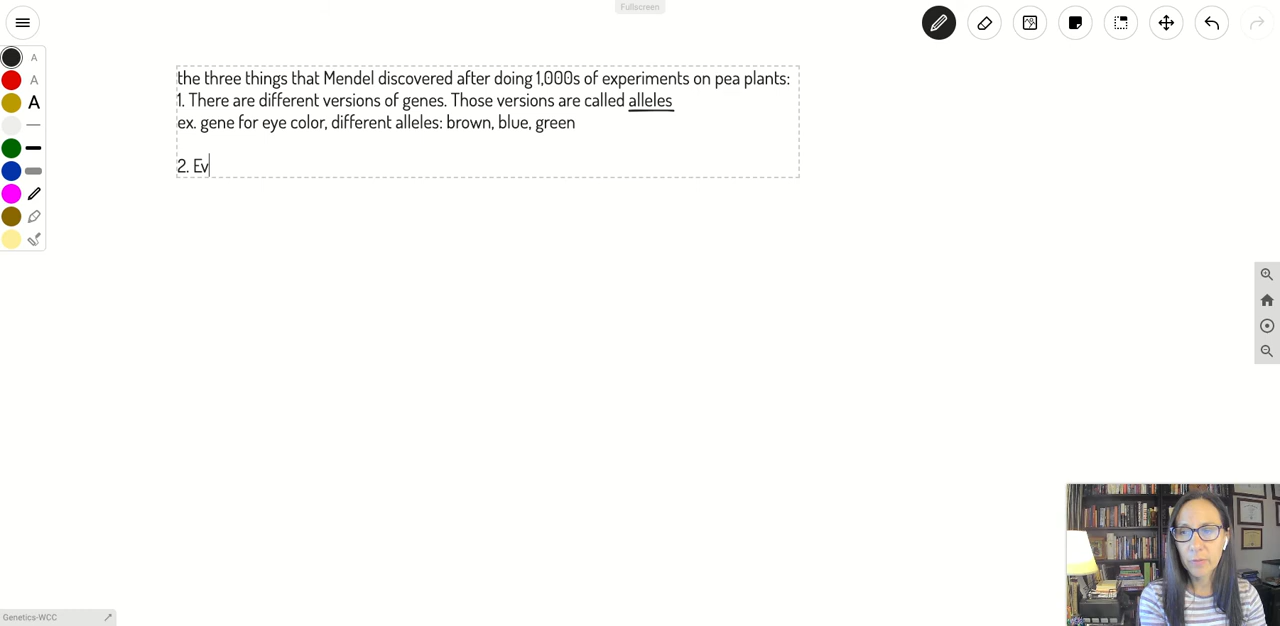 Fullscreen
A
A
A
the three things that Mendel discovered after doing 1,000s of experiments on pea plants:
1. There are different versions of genes. Those versions are called alleles
ex. gene for eye color, different alleles: brown, blue, green
2. Ev
Genetics-WCC